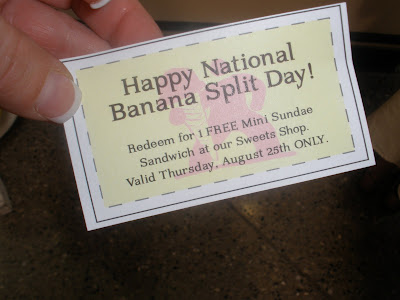 Happy National
Banana Split Day!
Redeem for 1 FREE Mini Sundae
Sandwich at our Sweets Shop.
Valid Thursday, August 25th ONLY.